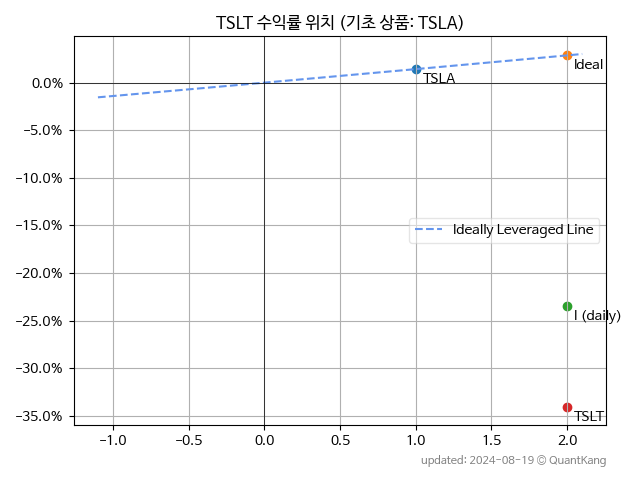 TSLT 수익률 위치 (기초 상품: TSLA)
0.0%
-5.0%
-10.0%
-15.0%
-20.0%
-25.0%
-30.0%
-35.0%
Ideal
TSLA
Ideally Leveraged Line
I (daily)
TSLT
-1.0 -0.5 0.0 0.5 1.0 1.5 2.0
updated: 2024-08-19 © QuantKang